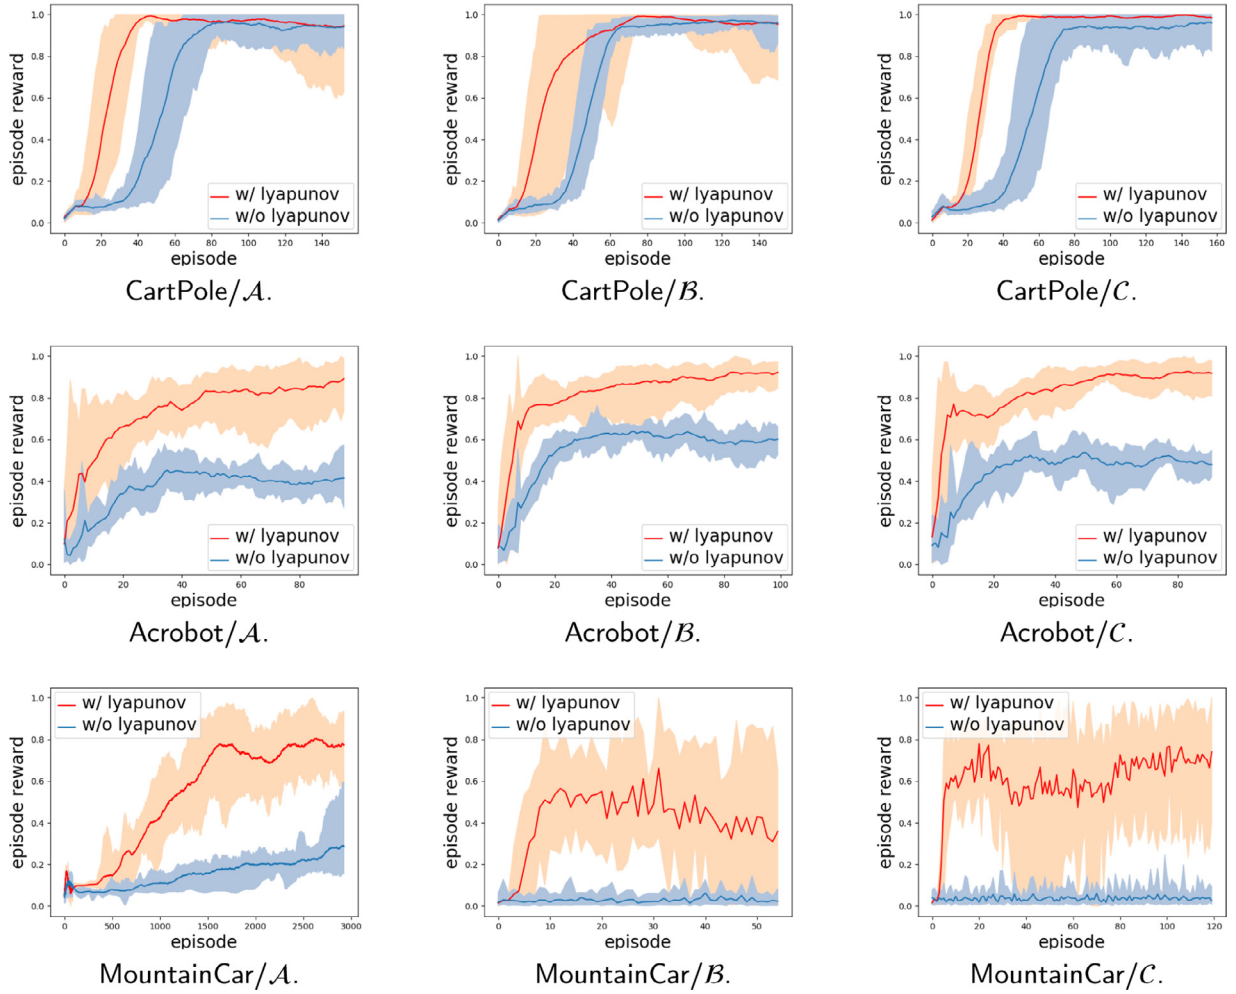 1.0
0.8
0.6
0.4
0.2
0.0
episode reward
w/ lyapunov
w/o lyapunov
0 20 40 60 80 100 120 140
episode
CartPole/𝒜.
1.0
0.8
0.6
0.4
0.2
0.0
episode reward
w/ lyapunov
w/o lyapunov
0 20 40 60 80 100 120 140
episode
CartPole/ℬ.
1.0
0.8
0.6
0.4
0.2
0.0
episode reward
w/ lyapunov
w/o lyapunov
0 20 40 60 80 100 120 140 160
episode
CartPole/𝒞.
1.0
0.8
0.6
0.4
0.2
0.0
episode reward
w/ lyapunov
w/o lyapunov
0 20 40 60 80
episode
Acrobot/𝒜.
1.0
0.8
0.6
0.4
0.2
0.0
episode reward
w/ lyapunov
w/o lyapunov
0 20 40 60 80 100
episode
Acrobot/ℬ.
1.0
0.8
0.6
0.4
0.2
0.0
episode reward
w/ lyapunov
w/o lyapunov
0 20 40 60 80
episode
Acrobot/𝒞.
w/ lyapunov
w/o lyapunov
1.0
0.8
0.6
0.4
0.2
0.0
episode reward
0 500 1000 1500 2000 2500 3000
episode
MountainCar/𝒜.
w/ lyapunov
w/o lyapunov
1.0
0.8
0.6
0.4
0.2
0.0
episode reward
0 10 20 30 40 50
episode
MountainCar/ℬ.
w/ lyapunov
w/o lyapunov
1.0
0.8
0.6
0.4
0.2
0.0
episode reward
0 20 40 60 80 100 120
episode
MountainCar/𝒞.